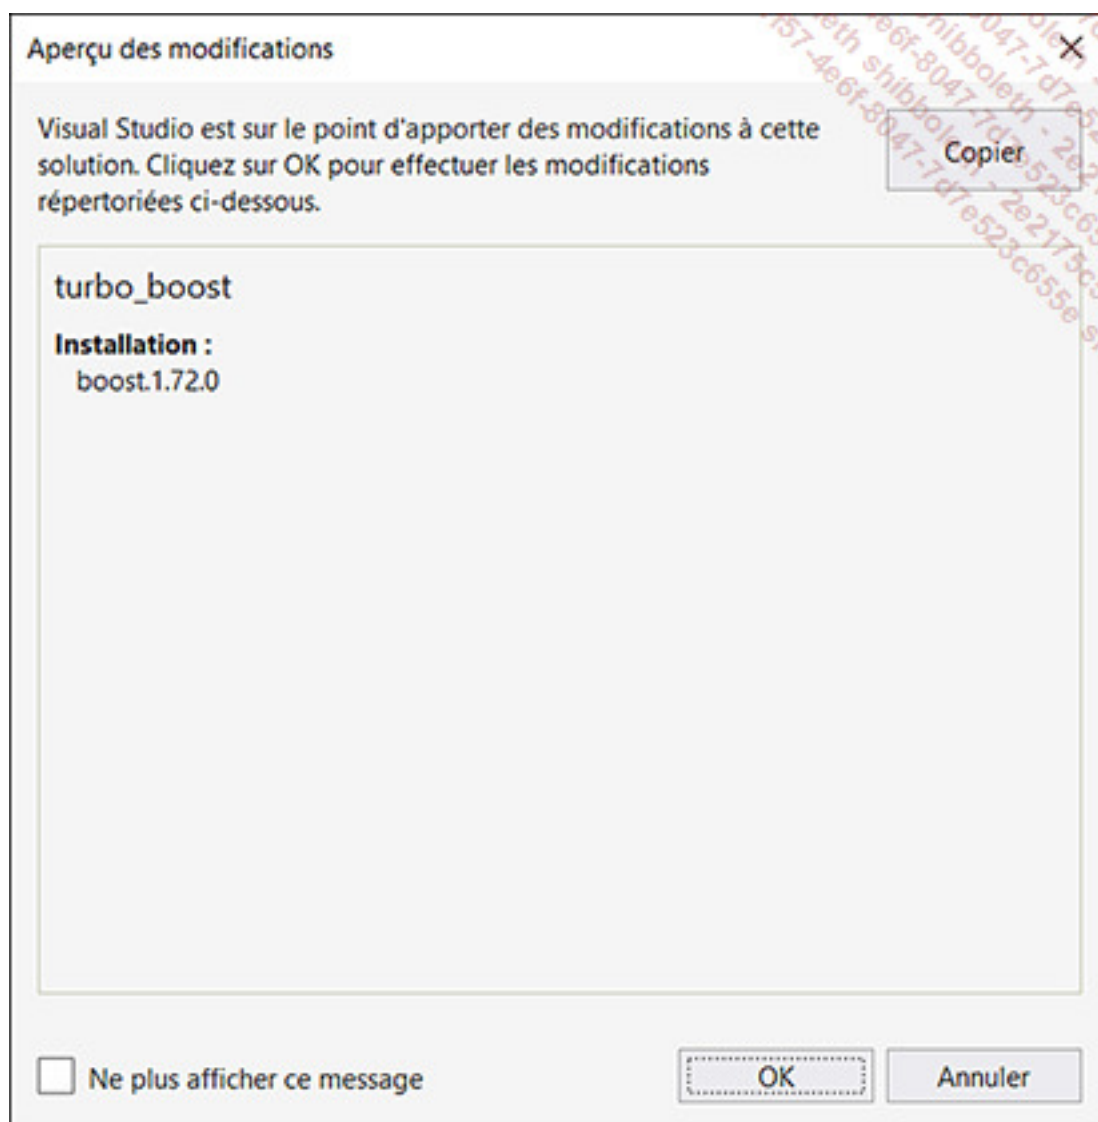 Aperçu des modifications
Visual Studio est sur le point d'apporter des modifications à cette
solution. Cliquez sur OK pour effectuer les modifications
répertoriées ci-dessous.
Copier
turbo_boost
Installation :
boost.1.72.0
Ne plus afficher ce message
OK
Annuler